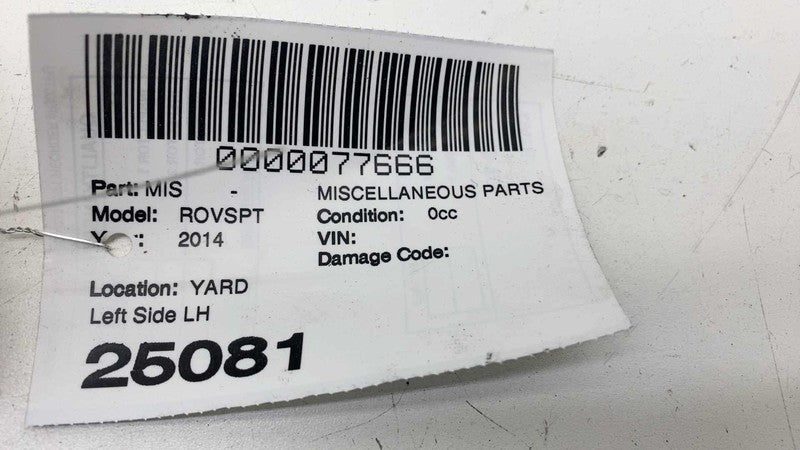 0000077666
Part: MIS - MISCELLANEOUS PARTS
Model: ROVSPT Condition: 0cc
2014 VIN:
Damage Code:
Location: YARD
Left Side LH
25081